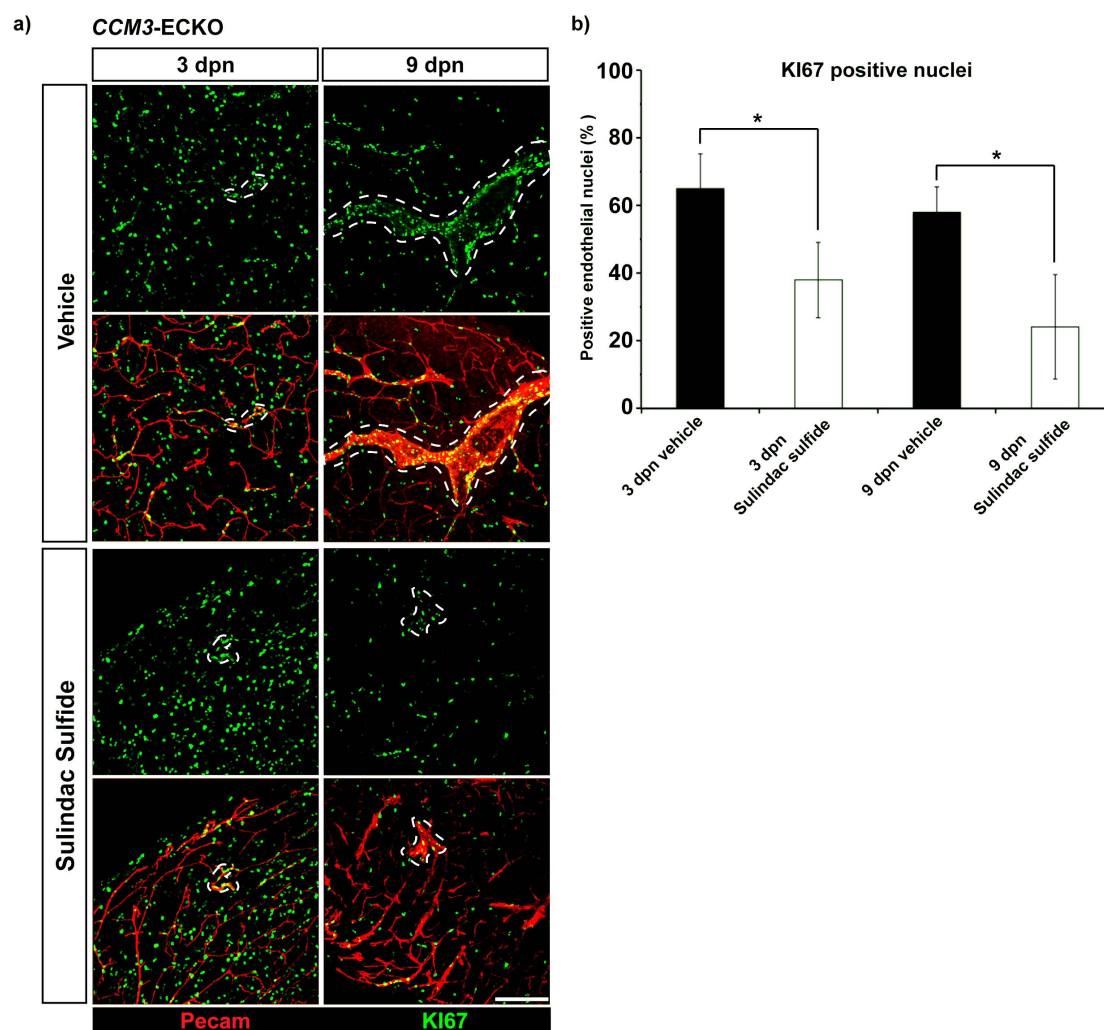 a)
CCM3-ECKO
3 dpn
9 dpn
Vehicle
Sulindac Sulfide
Pecam
KI67
b)
KI67 positive nuclei
Positive endothelial nuclei (%)
100
80
60
40
20
0
*
*
3 dpn vehicle
3 dpn
Sulindac sulfide
9 dpn vehicle
9 dpn
Sulindac sulfide